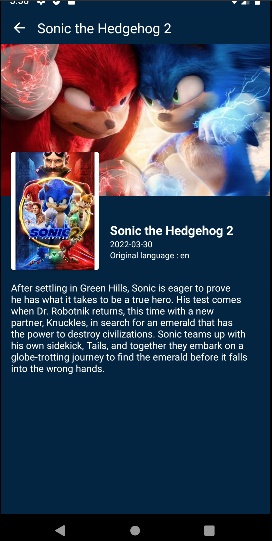 Sonic the Hedgehog 2
SONIC
Sonic the Hedgehog 2
2022-03-30
Original language : en
After settling in Green Hills, Sonic is eager to prove
he has what it takes to be a true hero. His test comes
when Dr. Robotnik returns, this time with a new
partner, Knuckles, in search for an emerald that has
the power to destroy civilizations. Sonic teams up with
his own sidekick, Tails, and together they embark on a
globe-trotting journey to find the emerald before it falls
into the wrong hands.